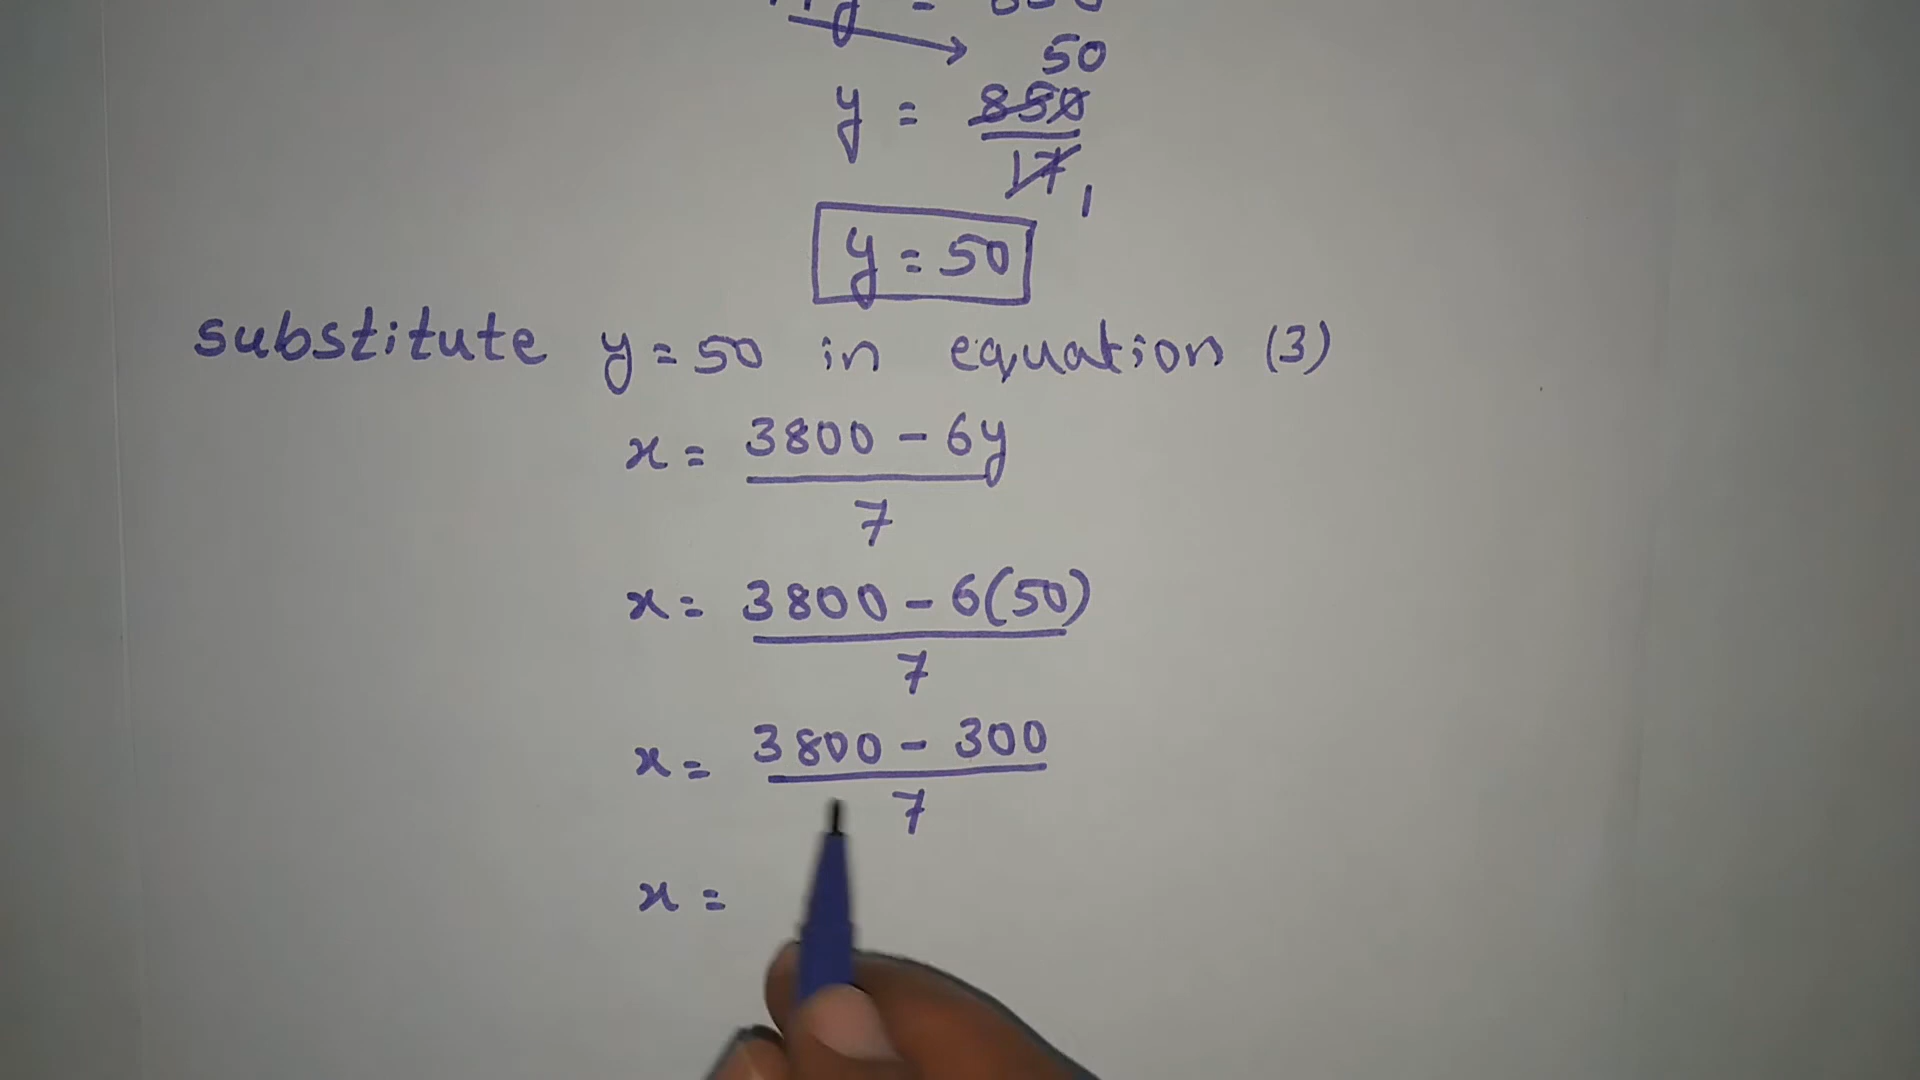 50
y = 850/17 1
y = 50
substitute y = 50 in equation (3)
x = 3800 - 6y / 7
x = 3800 - 6(50) / 7
x = 3800 - 300 / 7
x =